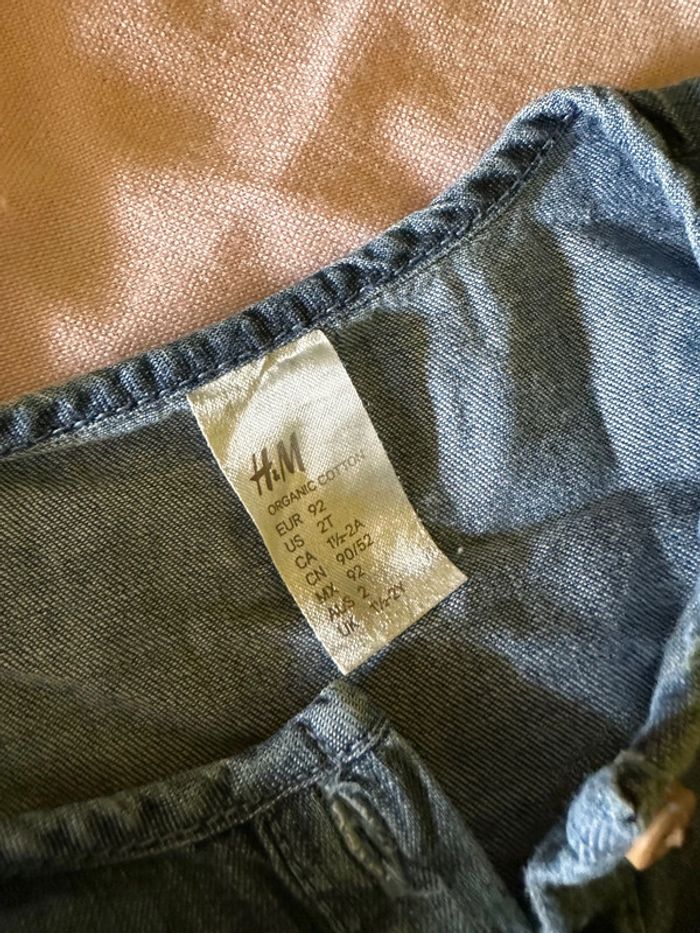 H&M
ORGANIC COTTON
EUR 92
US 2T
CA 1½-2A
CN 90/52
MX 92
AUS 2
UK 1½-2Y